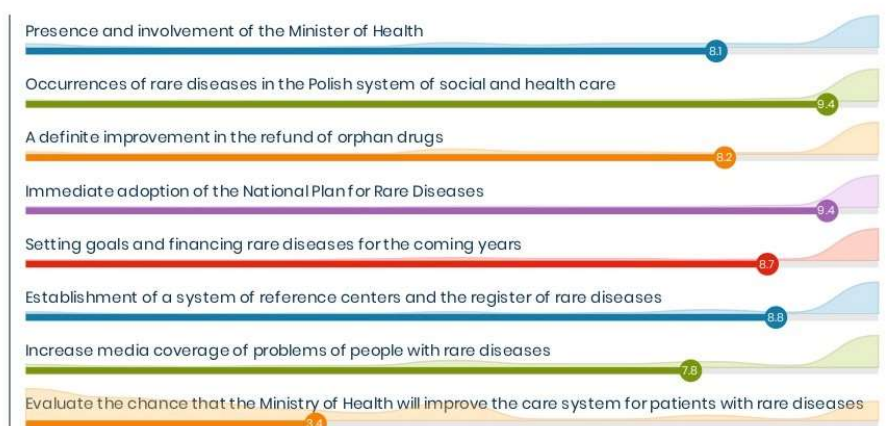 Presence and involvement of the Minister of Health
8.1
Occurrences of rare diseases in the Polish system of social and health care
9.4
A definite improvement in the refund of orphan drugs
8.2
Immediate adoption of the National Plan for Rare Diseases
9.4
Setting goals and financing rare diseases for the coming years
8.7
Establishment of a system of reference centers and the register of rare diseases
8.8
Increase media coverage of problems of people with rare diseases
7.8
Evaluate the chance that the Ministry of Health will improve the care system for patients with rare diseases
3.4